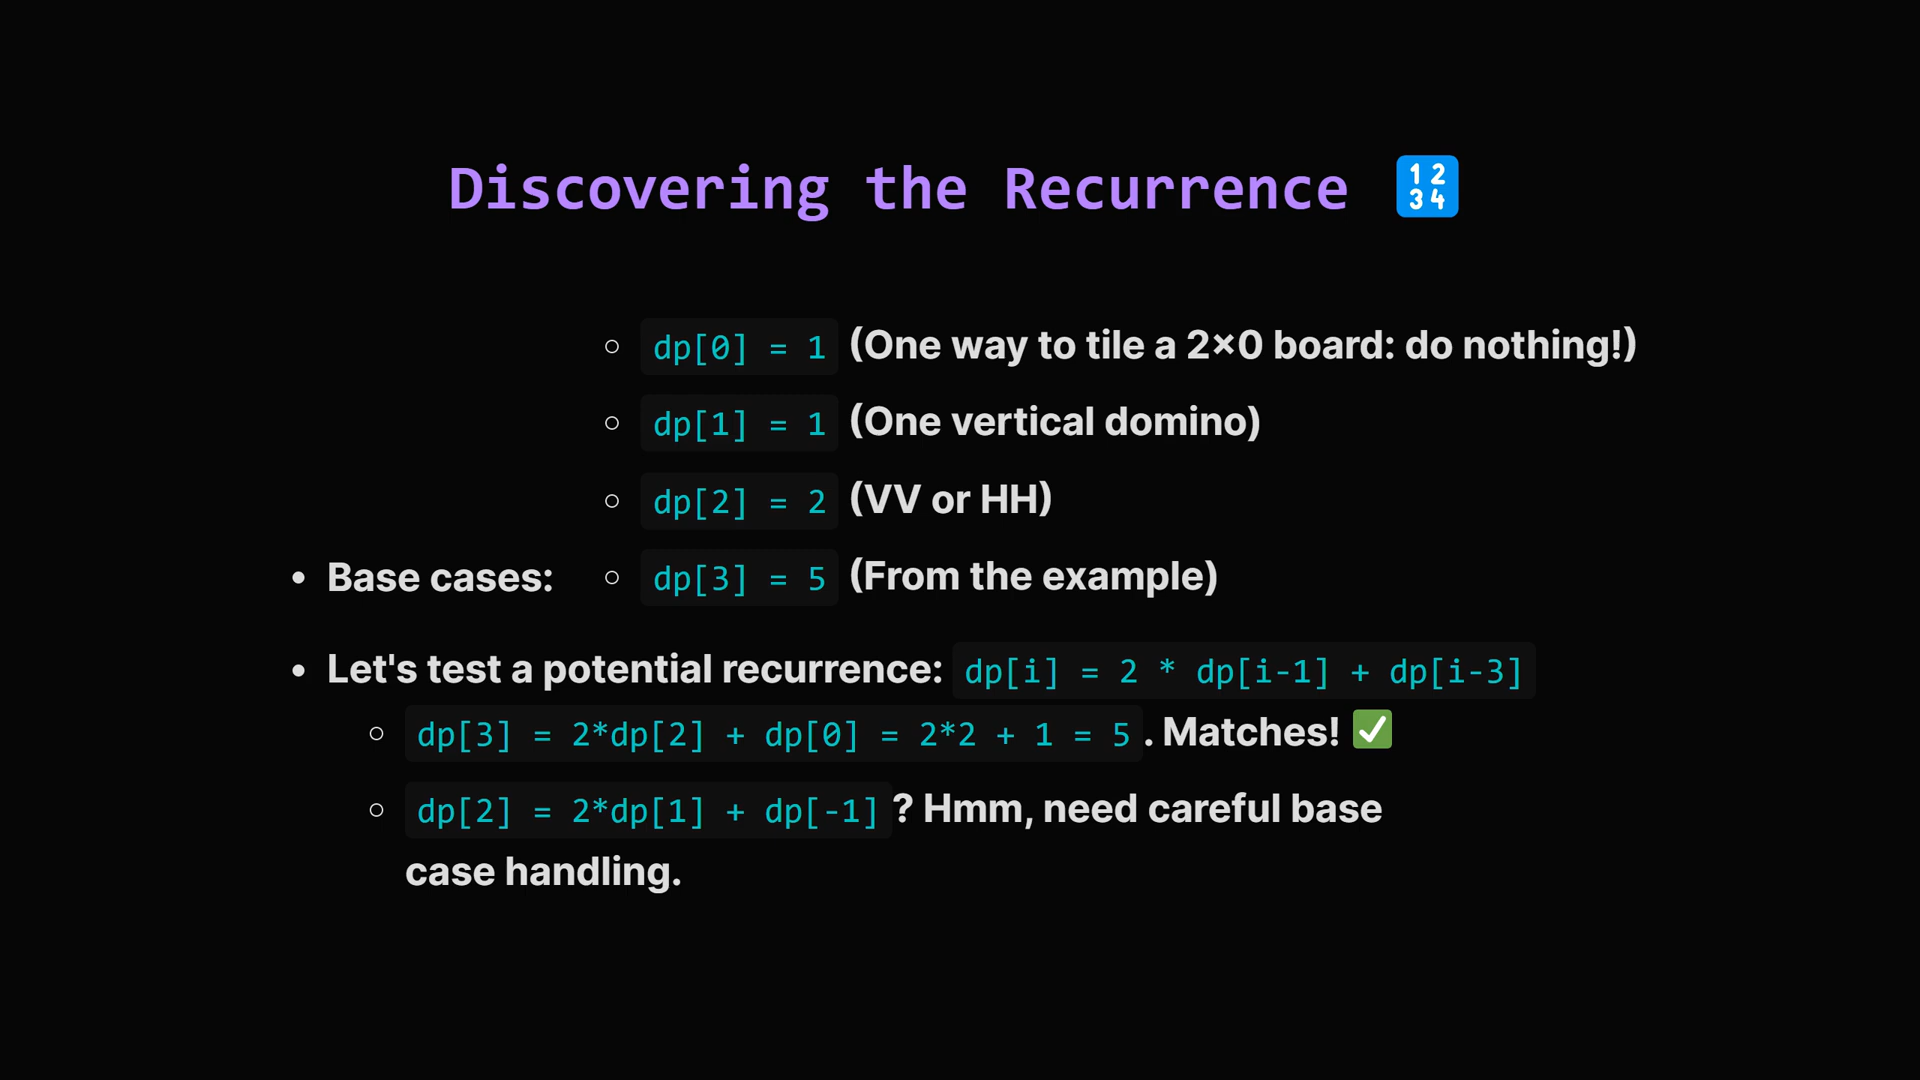 Discovering the Recurrence 🔢
dp[0] = 1 (One way to tile a 2×0 board: do nothing!)
dp[1] = 1 (One vertical domino)
dp[2] = 2 (VV or HH)
Base cases: dp[3] = 5 (From the example)
Let's test a potential recurrence: dp[i] = 2 * dp[i-1] + dp[i-3]
dp[3] = 2*dp[2] + dp[0] = 2*2 + 1 = 5. Matches! ✅
dp[2] = 2*dp[1] + dp[-1]? Hmm, need careful base
case handling.